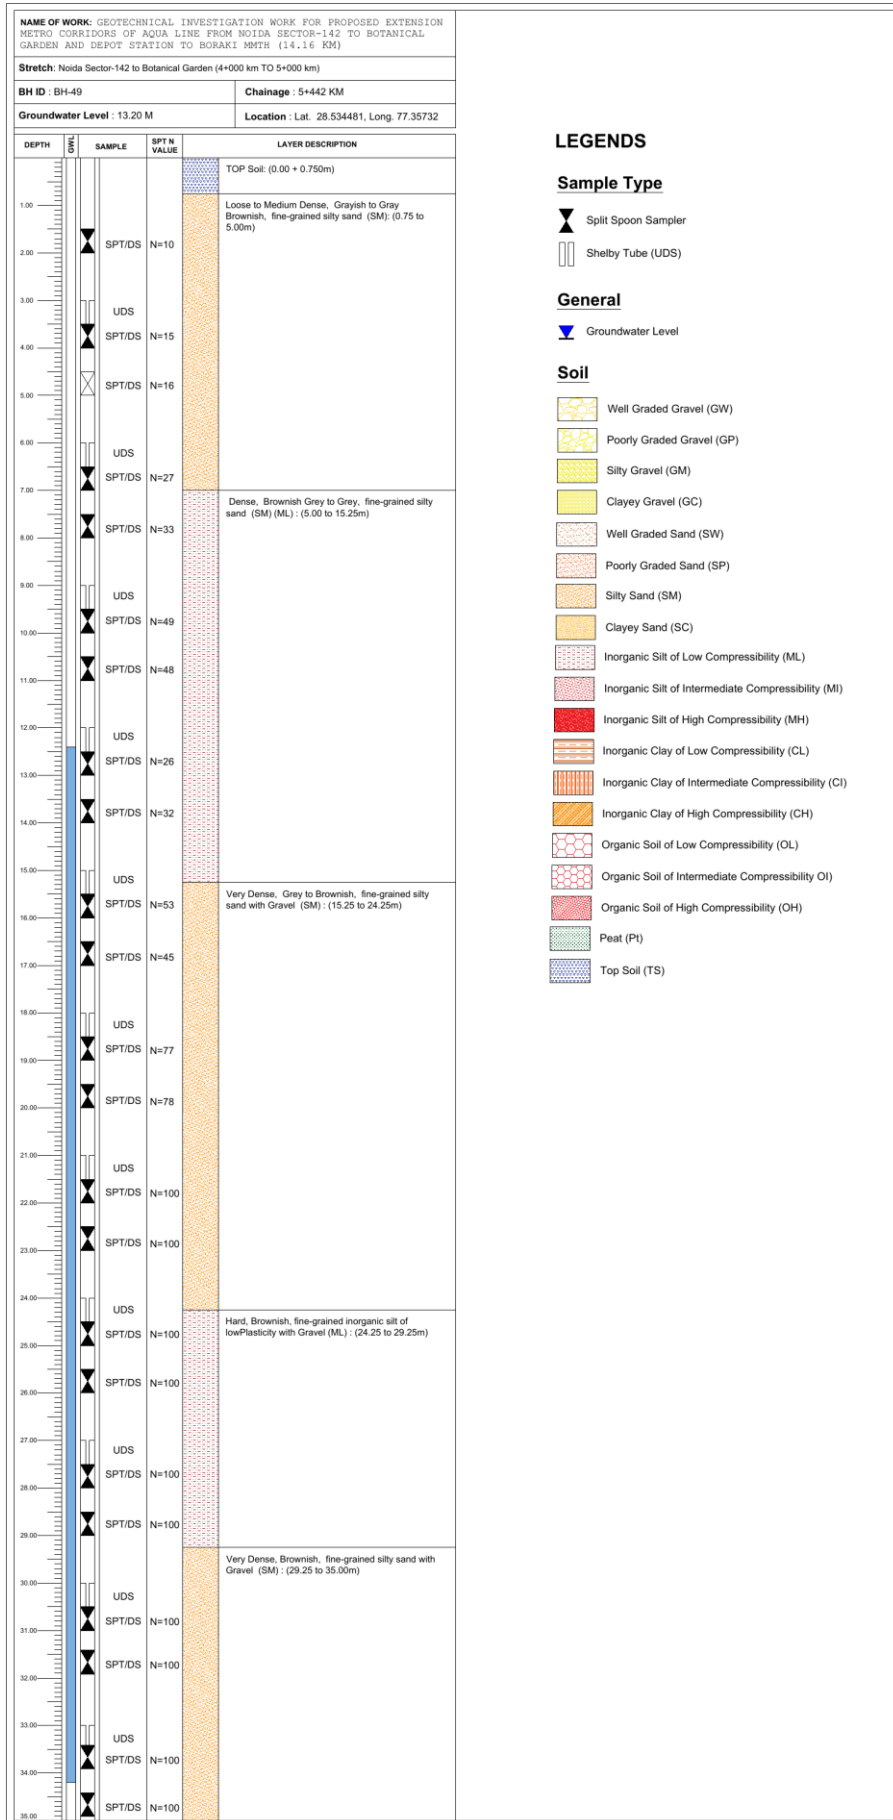 NAME OF WORK: GEOTECHNICAL INVESTIGATION WORK FOR PROPOSED EXTENSION
METRO CORRIDORS OF AQUA LINE FROM NOIDA SECTOR-142 TO BOTANICAL
GARDEN AND DEPOT STATION TO BORAKI MMTH (14.16 KM)
Stretch: Noida Sector-142 to Botanical Garden (4+000 km TO 5+000 km)
BH ID : BH-49
Chainage : 5+442 KM
Groundwater Level : 13.20 M
Location : Lat. 28.534481, Long. 77.35732
DEPTH GWL SAMPLE SPT N VALUE LAYER DESCRIPTION
TOP Soil: (0.00 + 0.750m)
1.00
Loose to Medium Dense, Grayish to Gray
Brownish, fine-grained silty sand (SM): (0.75 to
5.00m)
SPT/DS N=10
2.00
3.00
UDS
SPT/DS N=15
4.00
SPT/DS N=16
5.00
6.00
UDS
SPT/DS N=27
7.00
Dense, Brownish Grey to Grey, fine-grained silty
sand (SM) (ML) : (5.00 to 15.25m)
SPT/DS N=33
8.00
9.00
UDS
SPT/DS N=49
10.00
SPT/DS N=48
11.00
12.00
UDS
SPT/DS N=26
13.00
SPT/DS N=32
14.00
15.00
UDS
Very Dense, Grey to Brownish, fine-grained silty
sand with Gravel (SM) : (15.25 to 24.25m)
SPT/DS N=53
16.00
SPT/DS N=45
17.00
18.00
UDS
SPT/DS N=77
19.00
SPT/DS N=78
20.00
21.00
UDS
SPT/DS N=100
22.00
SPT/DS N=100
23.00
24.00
UDS
Hard, Brownish, fine-grained inorganic silt of
lowPlasticity with Gravel (ML) : (24.25 to 29.25m)
SPT/DS N=100
25.00
SPT/DS N=100
26.00
27.00
UDS
SPT/DS N=100
28.00
SPT/DS N=100
29.00
Very Dense, Brownish, fine-grained silty sand with
Gravel (SM) : (29.25 to 35.00m)
30.00
UDS
SPT/DS N=100
31.00
SPT/DS N=100
32.00
33.00
UDS
SPT/DS N=100
34.00
SPT/DS N=100
35.00
LEGENDS
Sample Type
Split Spoon Sampler
Shelby Tube (UDS)
General
Groundwater Level
Soil
Well Graded Gravel (GW)
Poorly Graded Gravel (GP)
Silty Gravel (GM)
Clayey Gravel (GC)
Well Graded Sand (SW)
Poorly Graded Sand (SP)
Silty Sand (SM)
Clayey Sand (SC)
Inorganic Silt of Low Compressibility (ML)
Inorganic Silt of Intermediate Compressibility (MI)
Inorganic Silt of High Compressibility (MH)
Inorganic Clay of Low Compressibility (CL)
Inorganic Clay of Intermediate Compressibility (CI)
Inorganic Clay of High Compressibility (CH)
Organic Soil of Low Compressibility (OL)
Organic Soil of Intermediate Compressibility OI)
Organic Soil of High Compressibility (OH)
Peat (Pt)
Top Soil (TS)